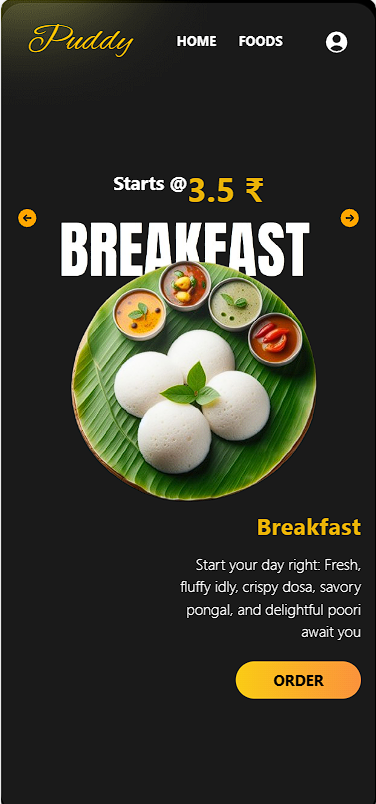 Puddy HOME FOODS
Starts @3.5 ₹
BREAKFAST
Breakfast
Start your day right: Fresh,
fluffy idly, crispy dosa, savory
pongal, and delightful poori
await you
ORDER